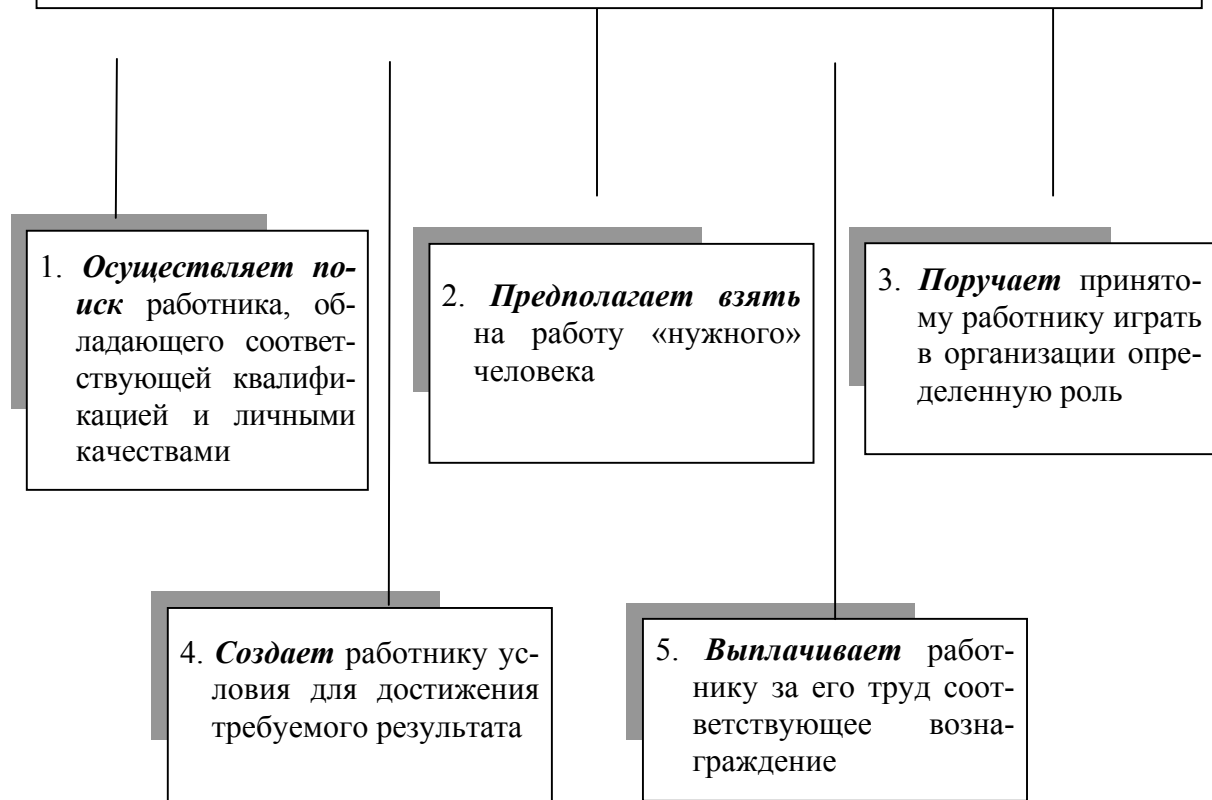 1. Осуществляет по-
иск работника, об-
ладающего соответ-
ствующей квалифи-
кацией и личными
качествами
2. Предполагает взять
на работу «нужного»
человека
3. Поручает принято-
му работнику играть
в организации опре-
деленную роль
4. Создает работнику ус-
ловия для достижения
требуемого результата
5. Выплачивает работ-
нику за его труд соот-
ветствующее возна-
граждение